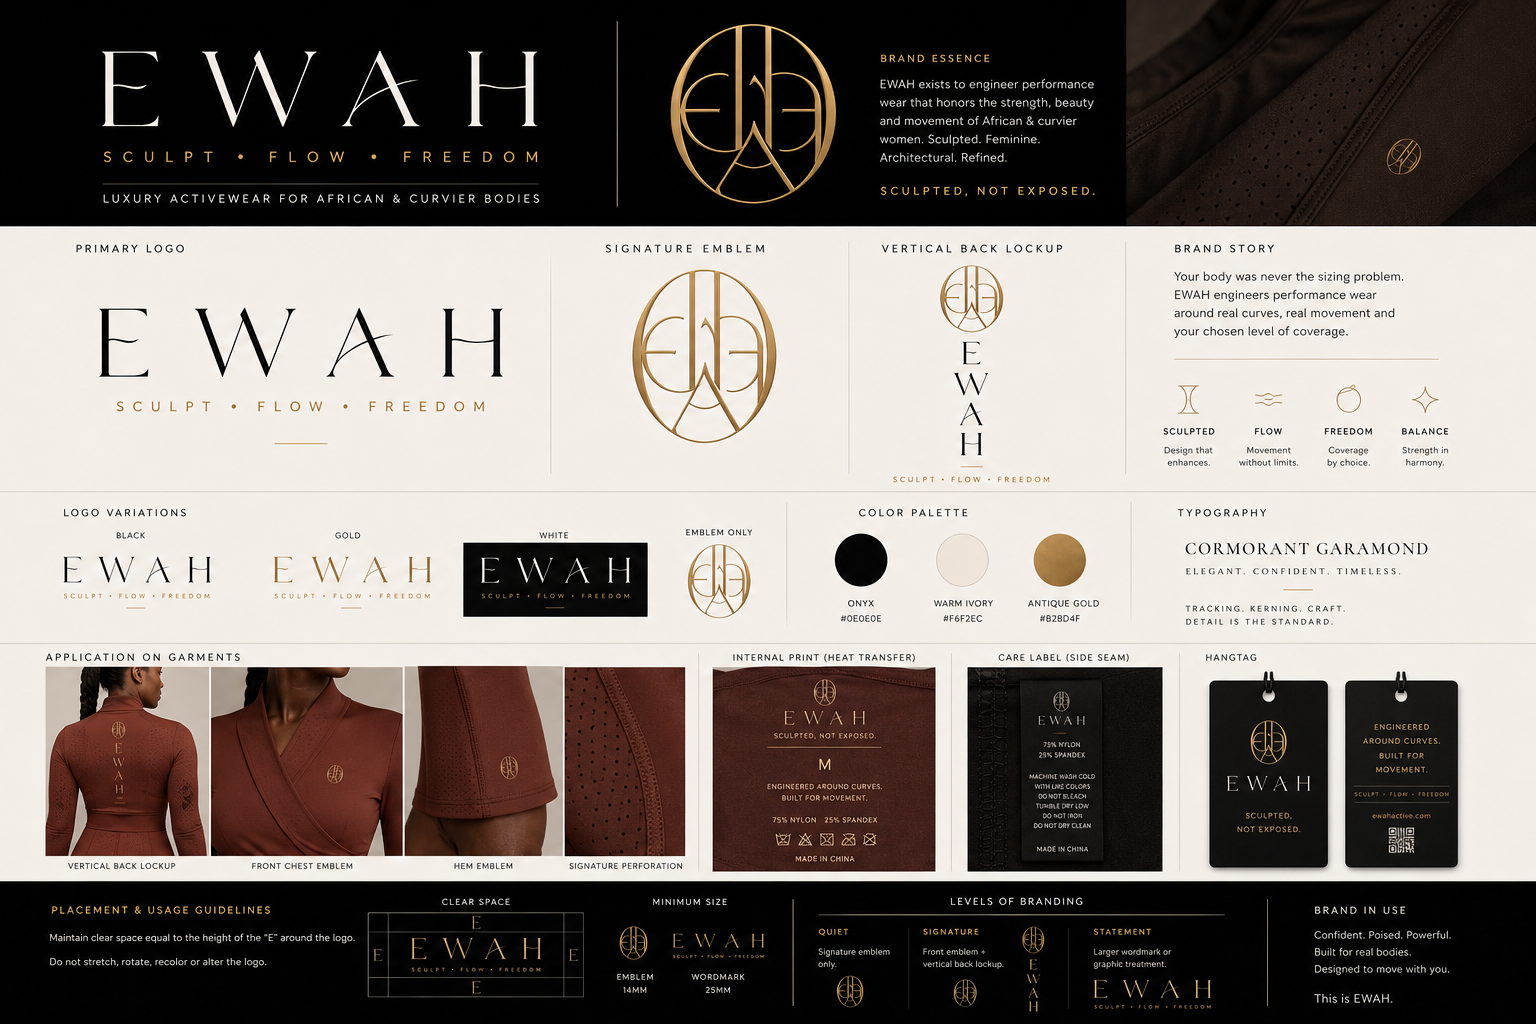 EWAH
SCULPT • FLOW • FREEDOM
LUXURY ACTIVEWEAR FOR AFRICAN & CURVIER BODIES
BRAND ESSENCE
EWAH exists to engineer performance
wear that honors the strength, beauty
and movement of African & curvier
women. Sculpted. Feminine.
Architectural. Refined.
SCULPTED, NOT EXPOSED.
PRIMARY LOGO
EWAH
SCULPT • FLOW • FREEDOM
SIGNATURE EMBLEM
VERTICAL BACK LOCKUP
E
W
A
H
SCULPT • FLOW • FREEDOM
BRAND STORY
Your body was never the sizing problem.
EWAH engineers performance wear
around real curves, real movement and
your chosen level of coverage.
SCULPTED
Design that
enhances.
FLOW
Movement
without limits.
FREEDOM
Coverage
by choice.
BALANCE
Strength in
harmony.
LOGO VARIATIONS
BLACK
EWAH
SCULPT • FLOW • FREEDOM
GOLD
EWAH
SCULPT • FLOW • FREEDOM
WHITE
EWAH
SCULPT • FLOW • FREEDOM
EMBLEM ONLY
COLOR PALETTE
ONYX
#0E0E0E
WARM IVORY
#F6F2EC
ANTIQUE GOLD
#B2BD4F
TYPOGRAPHY
CORMORANT GARAMOND
ELEGANT. CONFIDENT. TIMELESS.
TRACKING. KERNING. CRAFT.
DETAIL IS THE STANDARD.
APPLICATION ON GARMENTS
E
W
A
H
VERTICAL BACK LOCKUP
FRONT CHEST EMBLEM
HEM EMBLEM
SIGNATURE PERFORATION
INTERNAL PRINT (HEAT TRANSFER)
EWAH
SCULPTED, NOT EXPOSED.
M
ENGINEERED AROUND CURVES.
BUILT FOR MOVEMENT.
75% NYLON 25% SPANDEX
MADE IN CHINA
CARE LABEL (SIDE SEAM)
EWAH
75% NYLON
25% SPANDEX
MACHINE WASH COLD
WITH LIKE COLORS
DO NOT BLEACH
TUMBLE DRY LOW
DO NOT IRON
DO NOT DRY CLEAN
MADE IN CHINA
HANGTAG
EWAH
SCULPTED,
NOT EXPOSED.
ENGINEERED
AROUND CURVES.
BUILT FOR
MOVEMENT.
SCULPT • FLOW • FREEDOM
ewahactive.com
PLACEMENT & USAGE GUIDELINES
Maintain clear space equal to the height of the "E" around the logo.
Do not stretch, rotate, recolor or alter the logo.
CLEAR SPACE
E
E
EWAH
E
SCULPT • FLOW • FREEDOM
E
MINIMUM SIZE
EWAH
SCULPT • FLOW • FREEDOM
EMBLEM
14MM
WORDMARK
25MM
LEVELS OF BRANDING
QUIET
Signature emblem
only.
SIGNATURE
Front emblem +
vertical back lockup.
E
W
A
H
STATEMENT
Larger wordmark or
graphic treatment.
EWAH
SCULPT • FLOW • FREEDOM
BRAND IN USE
Confident. Poised. Powerful.
Built for real bodies.
Designed to move with you.
This is EWAH.